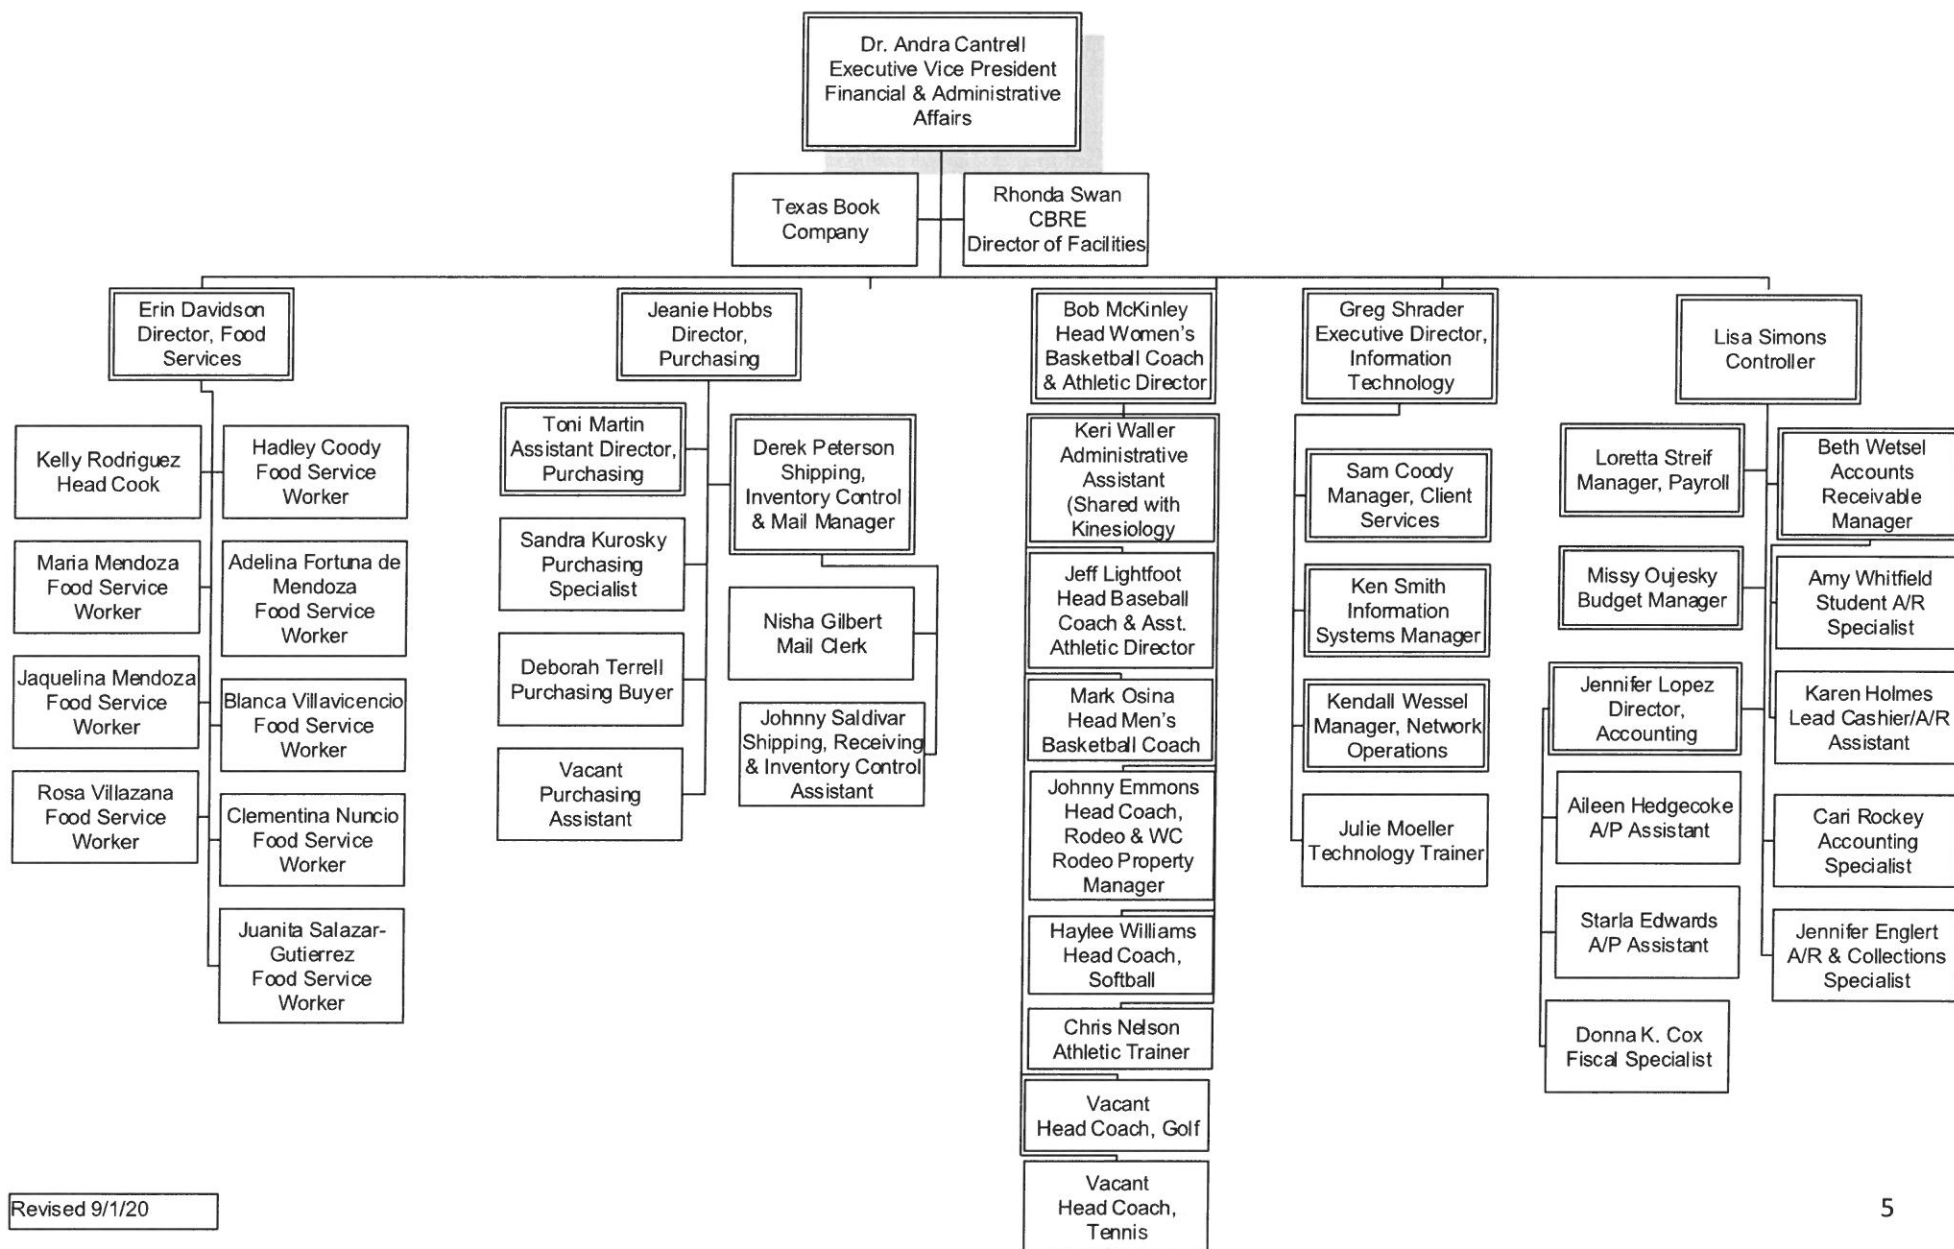 Dr. Andra Cantrell
Executive Vice President
Financial & Administrative
Affairs
Texas Book
Company
Rhonda Swan
CBRE
Director of Facilities
Erin Davidson
Director, Food
Services
Kelly Rodriguez
Head Cook
Hadley Coody
Food Service
Worker
Maria Mendoza
Food Service
Worker
Adelina Fortuna de
Mendoza
Food Service
Worker
Jaquelina Mendoza
Food Service
Worker
Blanca Villavicencio
Food Service
Worker
Rosa Villazana
Food Service
Worker
Clementina Nuncio
Food Service
Worker
Juanita Salazar-
Gutierrez
Food Service
Worker
Jeanie Hobbs
Director,
Purchasing
Toni Martin
Assistant Director,
Purchasing
Derek Peterson
Shipping,
Inventory Control
& Mail Manager
Sandra Kurosky
Purchasing
Specialist
Nisha Gilbert
Mail Clerk
Deborah Terrell
Purchasing Buyer
Johnny Saldivar
Shipping, Receiving
& Inventory Control
Assistant
Vacant
Purchasing
Assistant
Bob McKinley
Head Women's
Basketball Coach
& Athletic Director
Keri Waller
Administrative
Assistant
(Shared with
Kinesiology
Jeff Lightfoot
Head Baseball
Coach & Asst.
Athletic Director
Mark Osina
Head Men's
Basketball Coach
Johnny Emmons
Head Coach,
Rodeo & WC
Rodeo Property
Manager
Haylee Williams
Head Coach,
Softball
Chris Nelson
Athletic Trainer
Vacant
Head Coach, Golf
Vacant
Head Coach,
Tennis
Greg Shrader
Executive Director,
Information
Technology
Sam Coody
Manager, Client
Services
Ken Smith
Information
Systems Manager
Kendall Wessel
Manager, Network
Operations
Julie Moeller
Technology Trainer
Lisa Simons
Controller
Loretta Streif
Manager, Payroll
Beth Wetsel
Accounts
Receivable
Manager
Missy Oujesky
Budget Manager
Amy Whitfield
Student A/R
Specialist
Jennifer Lopez
Director,
Accounting
Karen Holmes
Lead Cashier/A/R
Assistant
Aileen Hedgecoke
A/P Assistant
Cari Rockey
Accounting
Specialist
Starla Edwards
A/P Assistant
Jennifer Englert
A/R & Collections
Specialist
Donna K. Cox
Fiscal Specialist
Revised 9/1/20
5